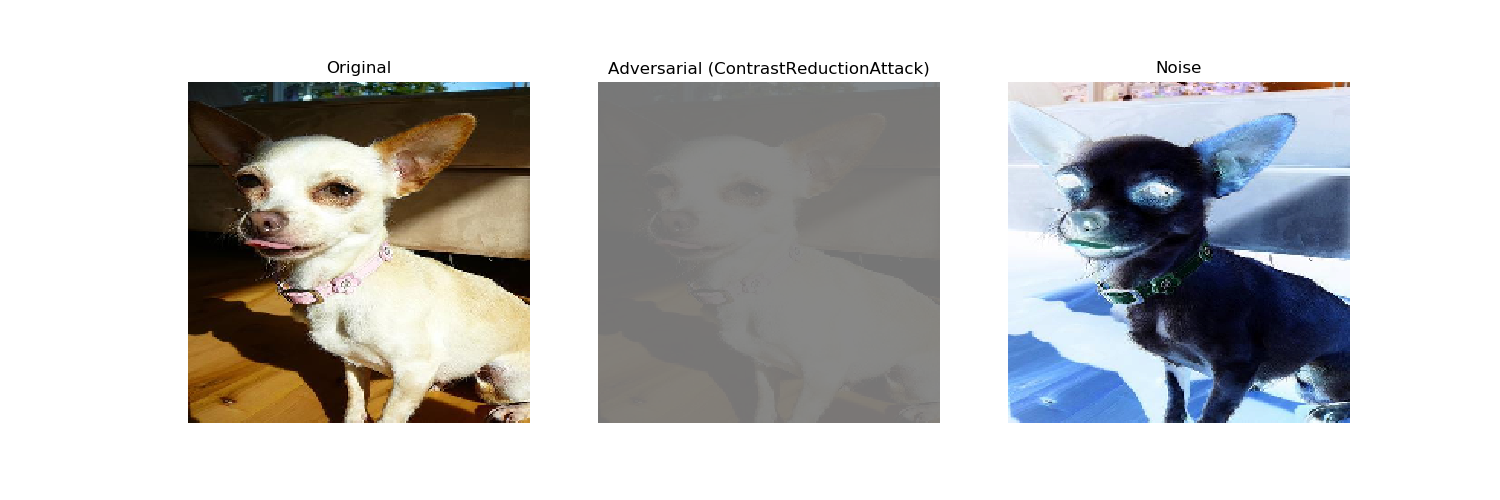 Original
Adversarial (ContrastReductionAttack)
Noise